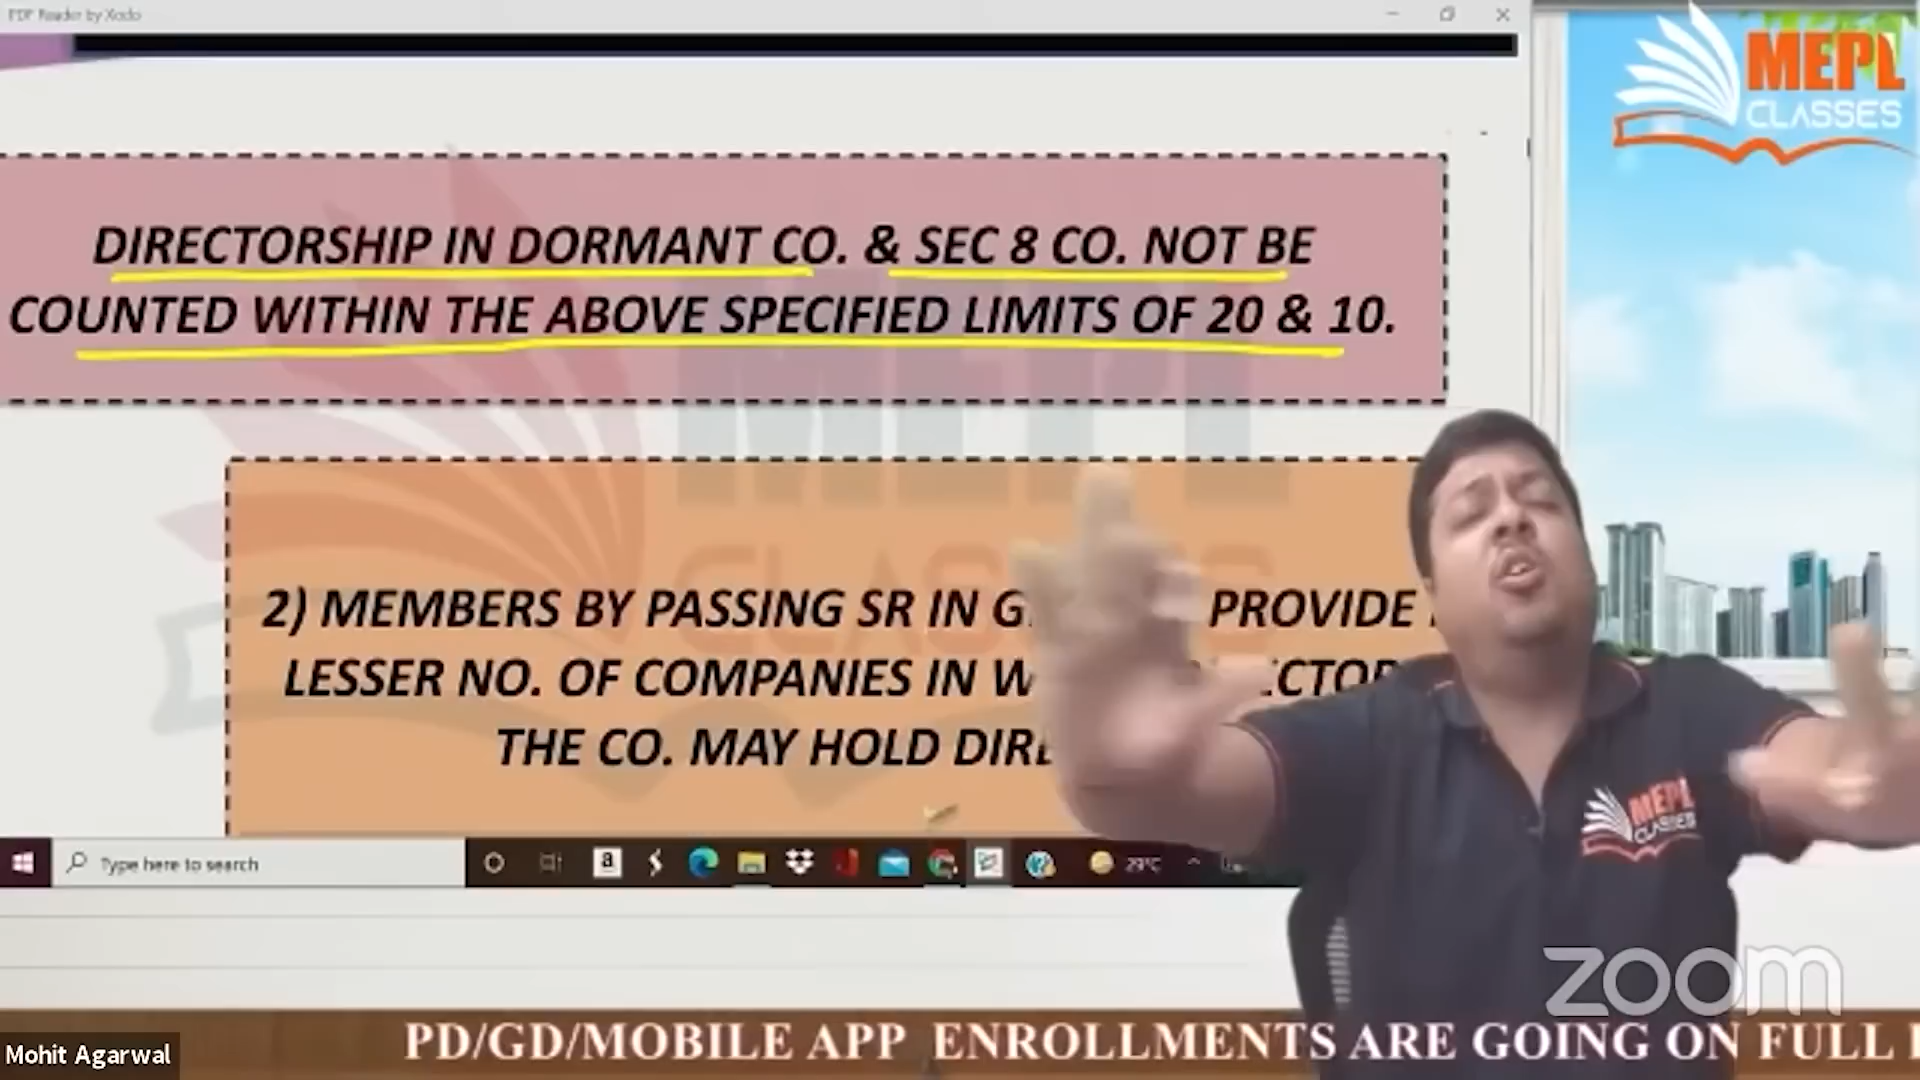 PDF Reader by Xodo
MEPL
CLASSES
DIRECTORSHIP IN DORMANT CO. & SEC 8 CO. NOT BE
COUNTED WITHIN THE ABOVE SPECIFIED LIMITS OF 20 & 10.
2) MEMBERS BY PASSING SR IN PROVIDE
LESSER NO. OF COMPANIES IN
THE CO. MAY HOLD
MEPL
CLASSES
Type here to search
29°C
zoom
Mohit Agarwal
PD/GD/MOBILE APP ENROLLMENTS ARE GOING ON FULL